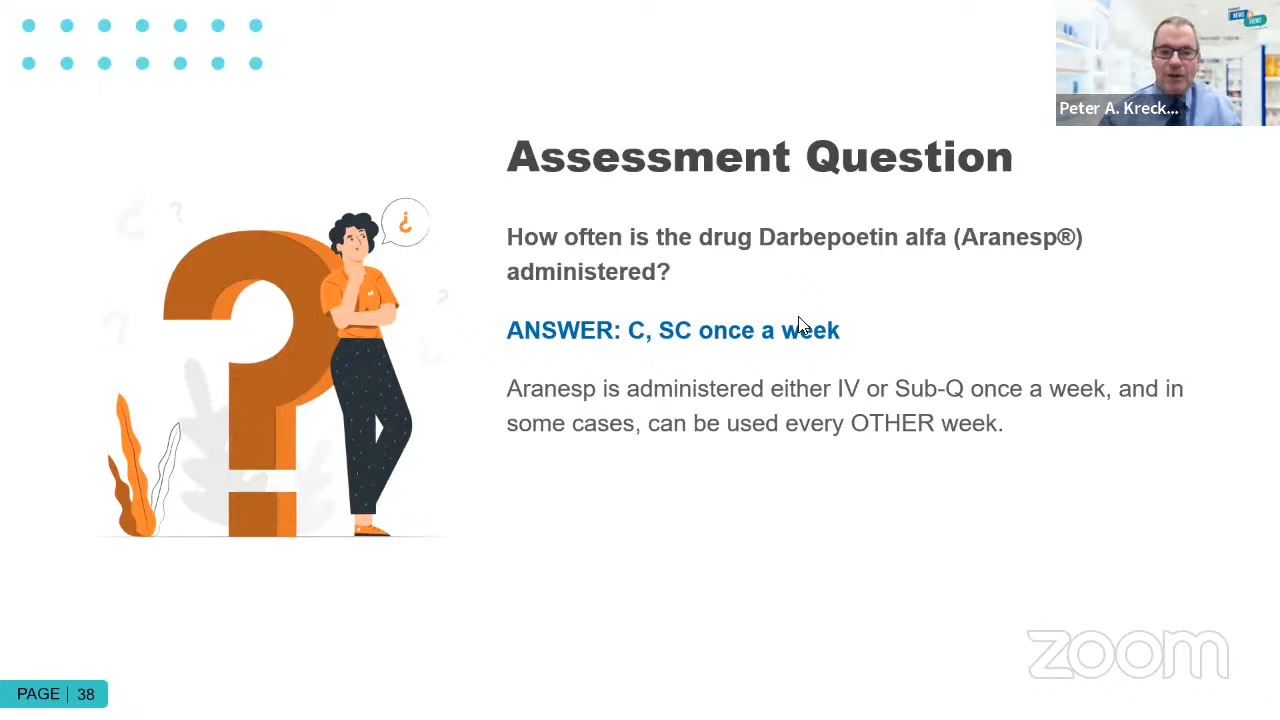 NEWS
VIEWS
Peter A. Kreck...
Assessment Question
How often is the drug Darbepoetin alfa (Aranesp®)
administered?
ANSWER: C, SC once a week
Aranesp is administered either IV or Sub-Q once a week, and in
some cases, can be used every OTHER week.
zoom
PAGE | 38